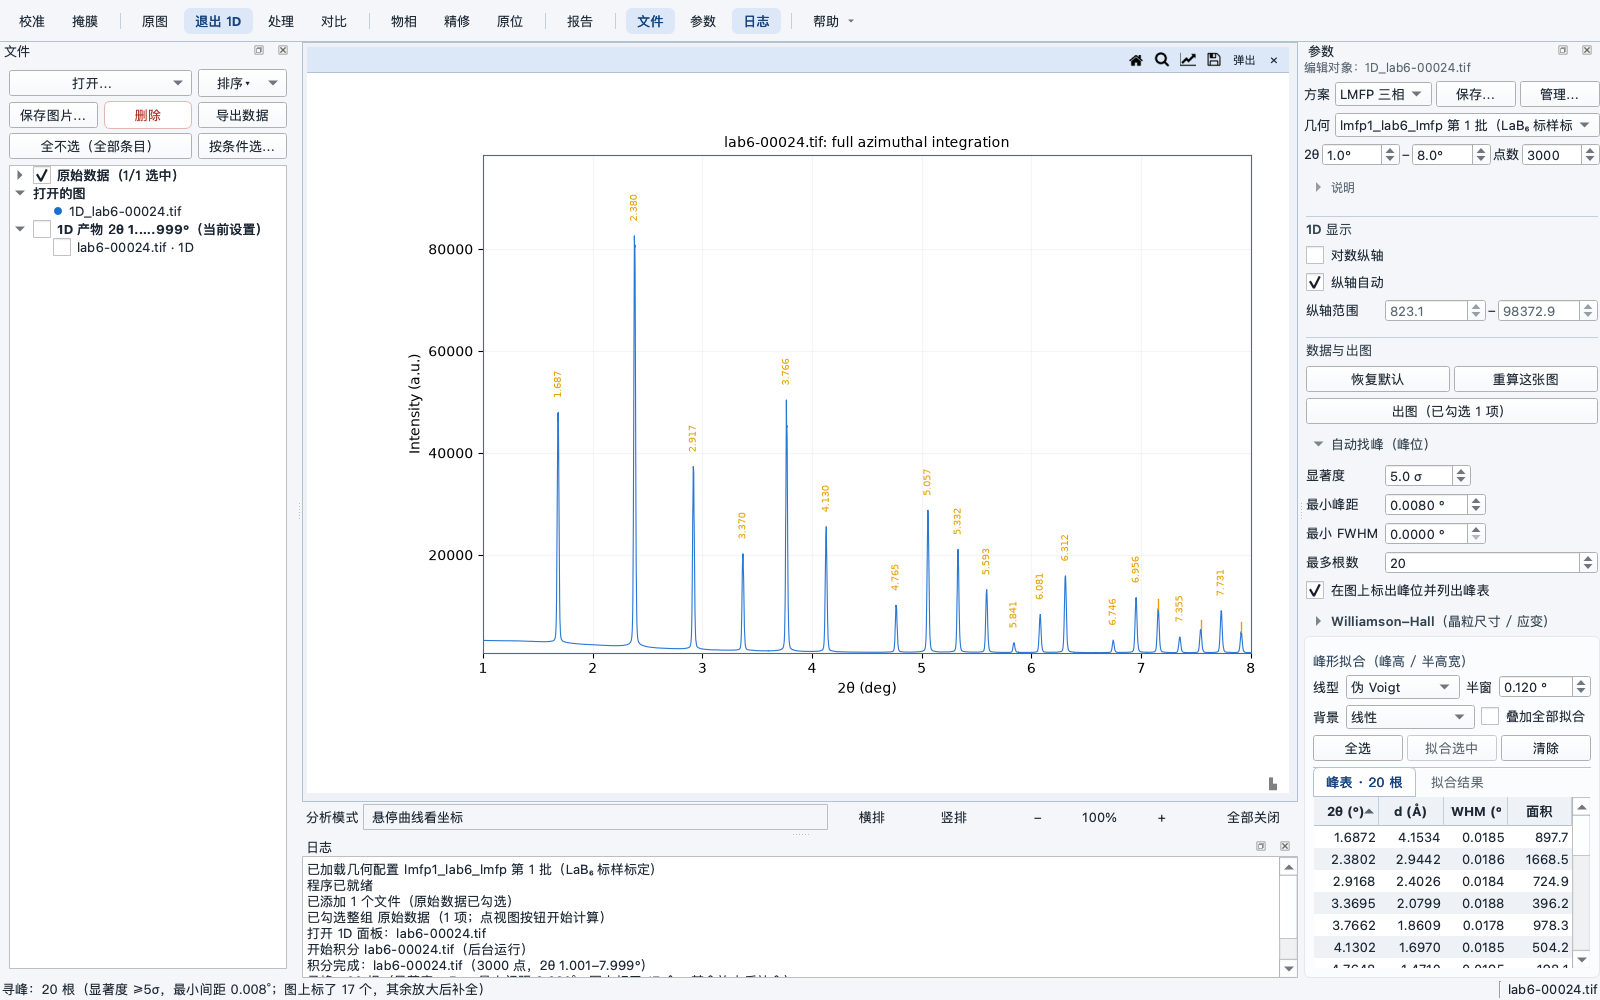 校准 掩膜 原图 退出 1D 处理 对比 物相 精修 原位 报告 文件 参数 日志 帮助
文件
打开... 排序
保存图片... 删除 导出数据
全不选（全部条目） 按条件选...
原始数据（1/1 选中）
打开的图
1D_lab6-00024.tif
1D 产物 2θ 1.....999°（当前设置）
lab6-00024.tif · 1D
弹出 ×
lab6-00024.tif: full azimuthal integration
Intensity (a.u.)
80000
60000
40000
20000
1.687
2.380
2.917
3.370
3.766
4.130
4.765
5.057
5.332
5.593
5.841
6.081
6.312
6.746
6.956
7.355
7.731
1 2 3 4 5 6 7 8
2θ (deg)
分析模式 悬停曲线看坐标 横排 竖排 − 100% + 全部关闭
日志
已加载几何配置 lmfp1_lab6_lmfp 第 1 批（LaB₆ 标样标定）
程序已就绪
已添加 1 个文件（原始数据已勾选）
已勾选整组 原始数据（1 项；点视图按钮开始计算）
打开 1D 面板：lab6-00024.tif
开始积分 lab6-00024.tif（后台运行）
积分完成：lab6-00024.tif（3000 点，2θ 1.001–7.999°）
参数
编辑对象：1D_lab6-00024.tif
方案 LMFP 三相 保存... 管理...
几何 lmfp1_lab6_lmfp 第 1 批（LaB₆ 标样标
2θ 1.0° – 8.0° 点数 3000
说明
1D 显示
对数纵轴
纵轴自动
纵轴范围 823.1 – 98372.9
数据与出图
恢复默认 重算这张图
出图（已勾选 1 项）
自动找峰（峰位）
显著度 5.0 σ
最小峰距 0.0080 °
最小 FWHM 0.0000 °
最多根数 20
在图上标出峰位并列出峰表
Williamson–Hall（晶粒尺寸 / 应变）
峰形拟合（峰高 / 半高宽）
线型 伪 Voigt 半窗 0.120 °
背景 线性 叠加全部拟合
全选 拟合选中 清除
峰表 · 20 根 拟合结果
2θ (°) d (Å) WHM (° 面积
1.6872 4.1534 0.0185 897.7
2.3802 2.9442 0.0186 1668.5
2.9168 2.4026 0.0184 724.9
3.3695 2.0799 0.0188 396.2
3.7662 1.8609 0.0178 978.3
4.1302 1.6970 0.0185 504.2
寻峰：20 根（显著度 ≥5σ，最小间距 0.008°；图上标了 17 个，其余放大后补全）
lab6-00024.tif